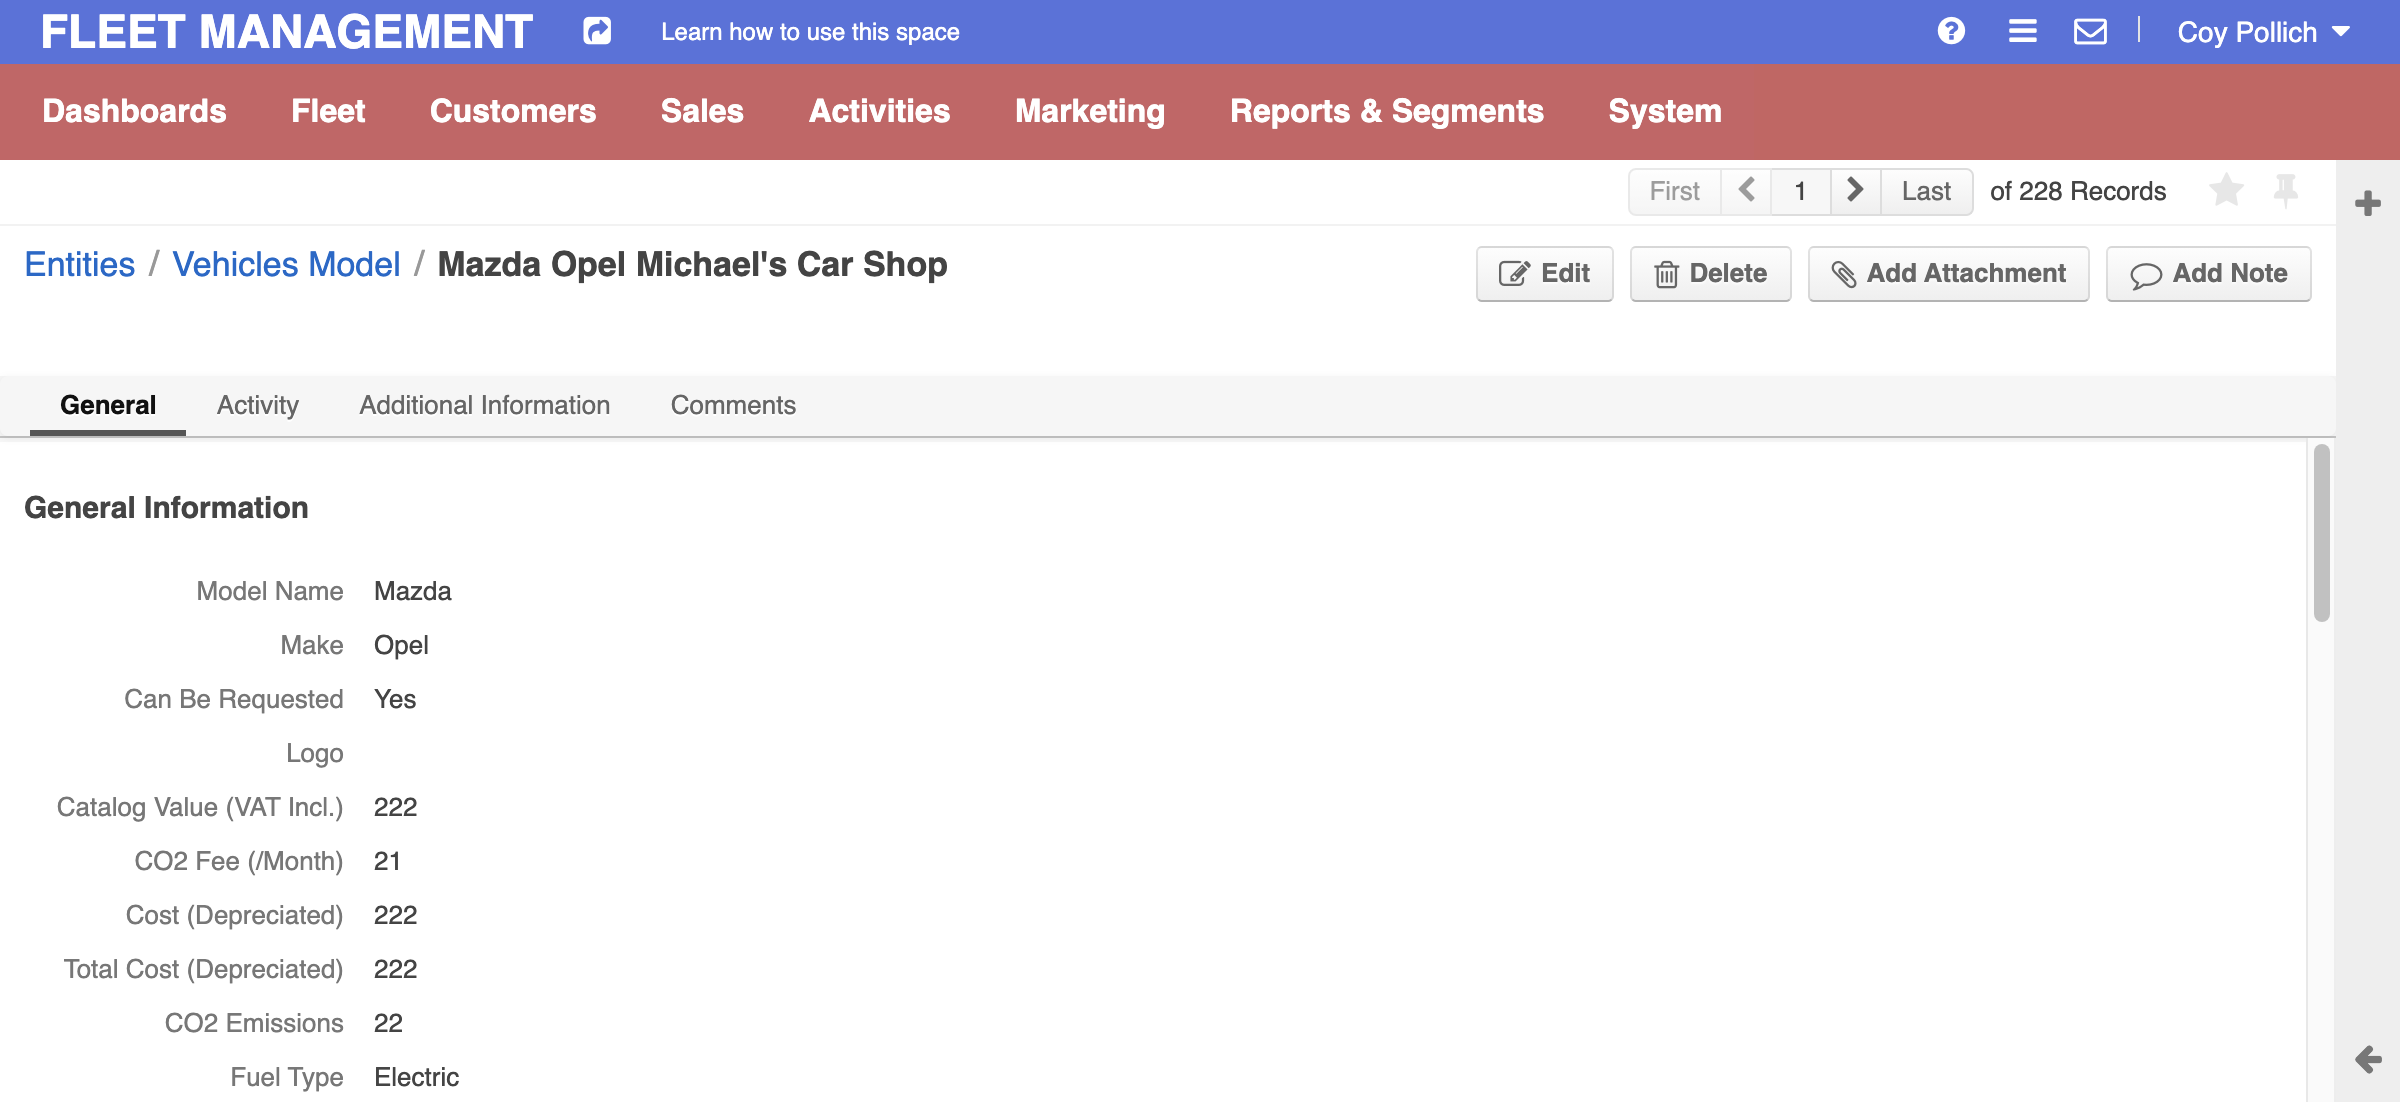 FLEET MANAGEMENT Learn how to use this space Coy Pollich
Dashboards Fleet Customers Sales Activities Marketing Reports & Segments System
First 1 Last of 228 Records
Entities / Vehicles Model / Mazda Opel Michael's Car Shop
Edit Delete Add Attachment Add Note
General Activity Additional Information Comments
General Information
Model Name Mazda
Make Opel
Can Be Requested Yes
Logo
Catalog Value (VAT Incl.) 222
CO2 Fee (/Month) 21
Cost (Depreciated) 222
Total Cost (Depreciated) 222
CO2 Emissions 22
Fuel Type Electric